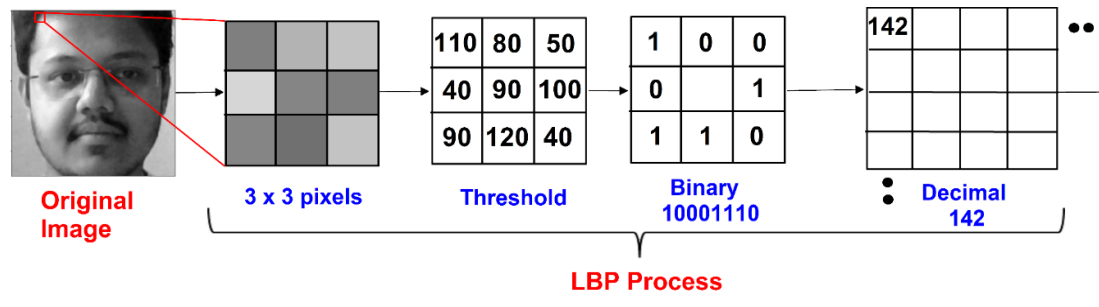 110 80 50
40 90 100
90 120 40
1 0 0
0 1
1 1 0
142
Original
Image
3 x 3 pixels
Threshold
Binary
10001110
Decimal
142
LBP Process